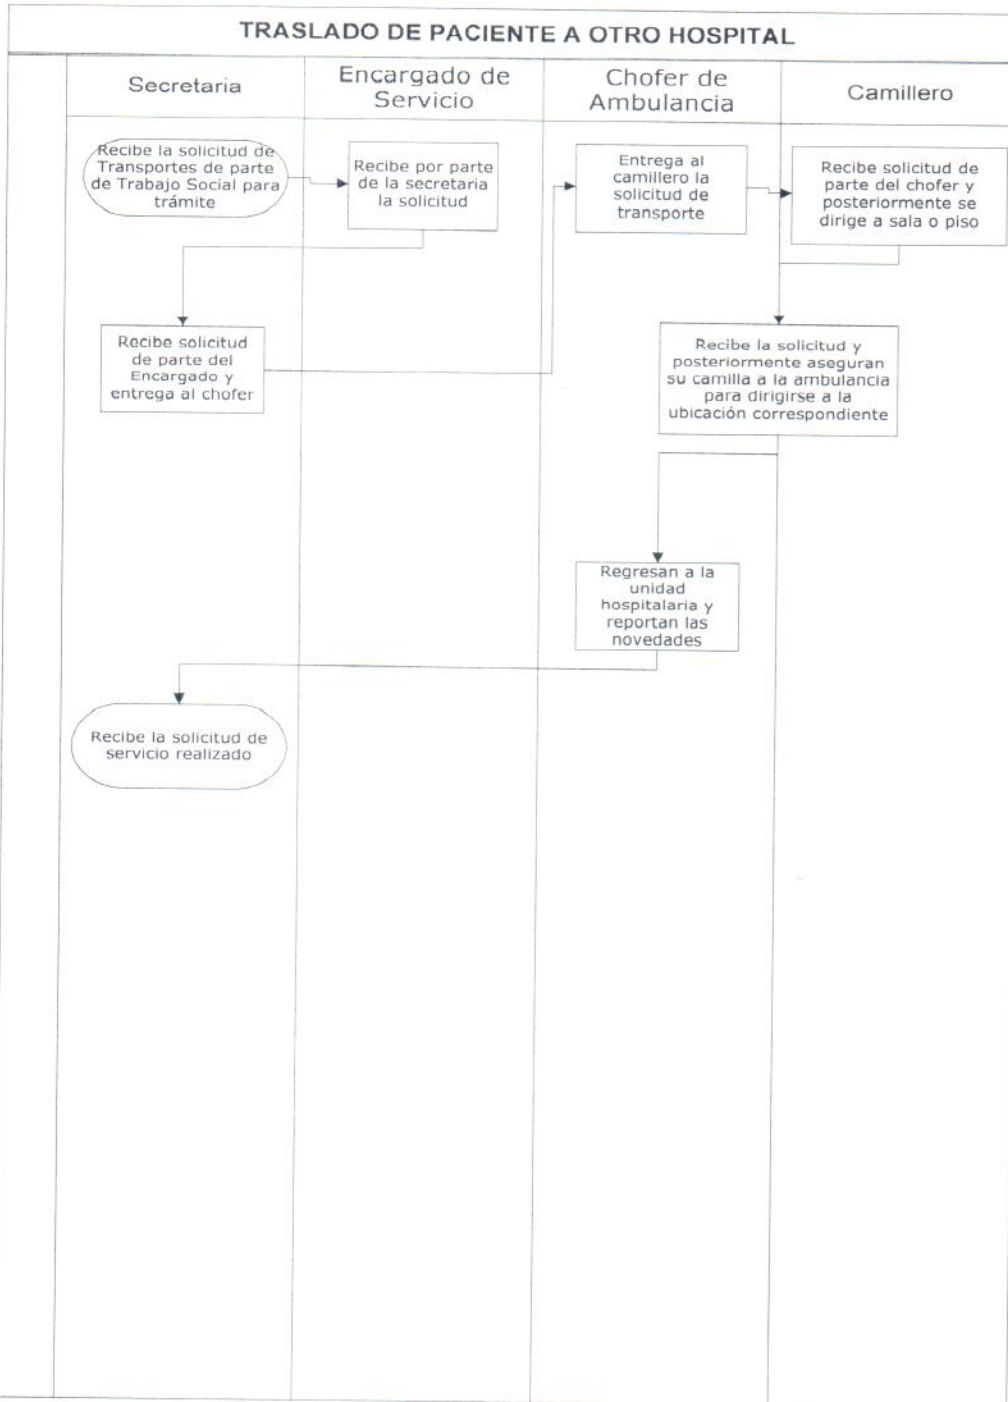 TRASLADO DE PACIENTE A OTRO HOSPITAL
Secretaria
Encargado de
Servicio
Chofer de
Ambulancia
Camillero
Recibe la solicitud de
Transportes de parte
de Trabajo Social para
trámite
Recibe por parte
de la secretaria
la solicitud
Entrega al
camillero la
solicitud de
transporte
Recibe solicitud de
parte del chofer y
posteriormente se
dirige a sala o piso
Recibe solicitud
de parte del
Encargado y
entrega al chofer
Recibe la solicitud y
posteriormente aseguran
su camilla a la ambulancia
para dirigirse a la
ubicación correspondiente
Regresan a la
unidad
hospitalaria y
reportan las
novedades
Recibe la solicitud de
servicio realizado